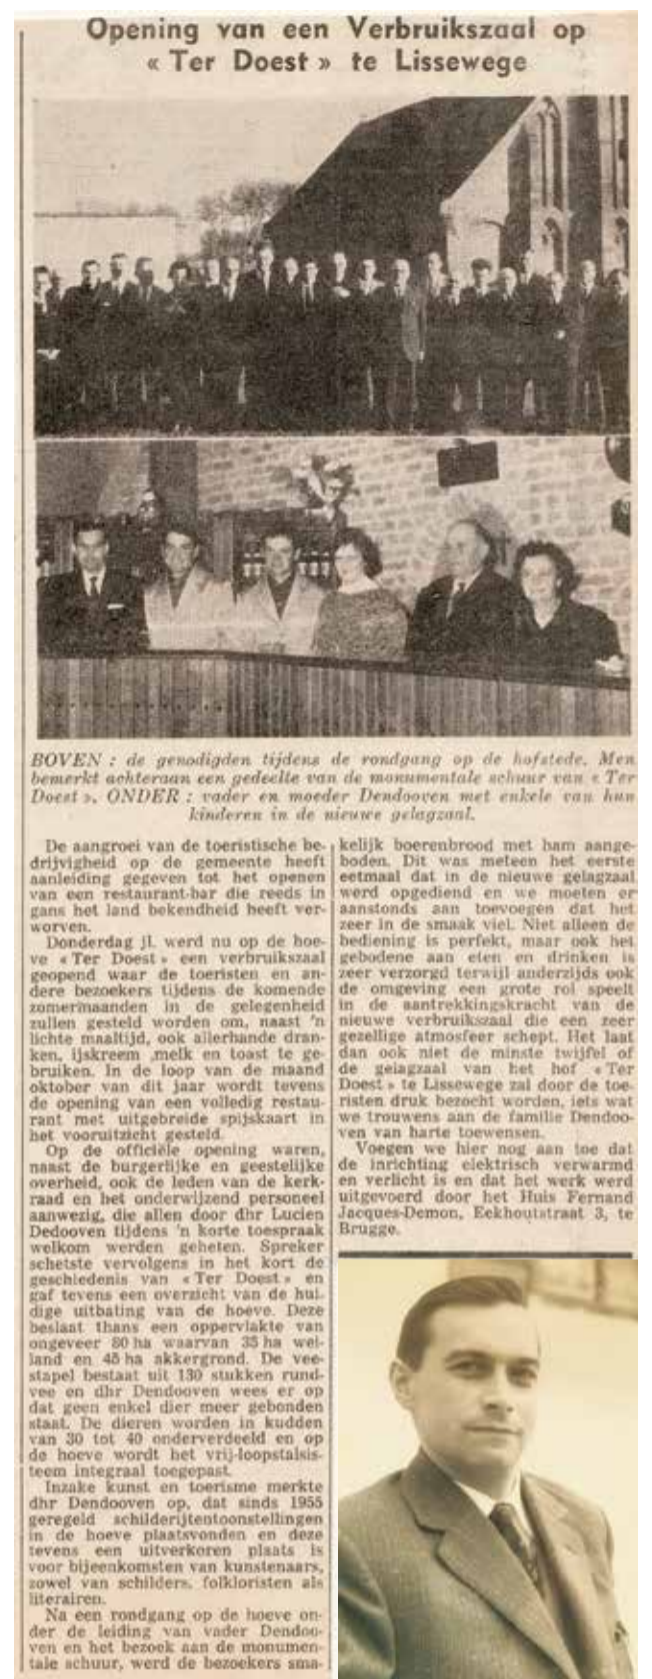 Opening van een Verbruikszaal op
« Ter Doest » te Lissewege
BOVEN : de genodigden tijdens de rondgang op de hofstede. Men
bemerkt achteraan een gedeelte van de monumentale schuur van « Ter
Doest ». ONDER : vader en moeder Dendooven met enkele van hun
kinderen in de nieuwe gelagzaal.
De aangroei van de toeristische be-
drijvigheid op de gemeente heeft
aanleiding gegeven tot het openen
van een restaurant-bar die reeds in
gans het land bekendheid heeft ver-
worven.
Donderdag jl. werd nu op de hoe-
ve « Ter Doest » een verbruikszaal
geopend waar de toeristen en an-
dere bezoekers tijdens de komende
zomermaanden in de gelegenheid
zullen gesteld worden om, naast 'n
lichte maaltijd, ook allerhande dran-
ken, ijskreem ,melk en toast te ge-
bruiken. In de loop van de maand
oktober van dit jaar wordt tevens
de opening van een volledig restau-
rant met uitgebreide spijskaart in
het vooruitzicht gesteld.
Op de officiële opening waren,
naast de burgerlijke en geestelijke
overheid, ook de leden van de kerk-
raad en het onderwijzend personeel
aanwezig, die allen door dhr Lucien
Dedooven tijdens 'n korte toespraak
welkom werden geheten. Spreker
schetste vervolgens in het kort de
geschiedenis van « Ter Doest » en
gaf tevens een overzicht van de hui-
dige uitbating van de hoeve. Deze
beslaat thans een oppervlakte van
ongeveer 80 ha waarvan 35 ha wei-
land en 45 ha akkergrond. De vee-
stapel bestaat uit 130 stukken rund-
vee en dhr Dendooven wees er op
dat geen enkel dier meer gebonden
staat. De dieren worden in kudden
van 30 tot 40 onderverdeeld en op
de hoeve wordt het vrij-loopstalsis-
teem integraal toegepast.
Inzake kunst en toerisme merkte
dhr Dendooven op, dat sinds 1955
geregeld schilderijtentoonstellingen
in de hoeve plaatsvonden en deze
tevens een uitverkoren plaats is
voor bijeenkomsten van kunstenaars,
zowel van schilders, folkloristen als
literairen.
Na een rondgang op de hoeve on-
der de leiding van vader Dendoo-
ven en het bezoek aan de monumen-
tale schuur, werd de bezoekers sma-
kelijk boerenbrood met ham aange-
boden. Dit was meteen het eerste
eetmaal dat in de nieuwe gelagzaal
werd opgediend en we moeten er
aanstonds aan toevoegen dat het
zeer in de smaak viel. Niet alleen de
bediening is perfekt, maar ook het
gebodene aan eten en drinken is
zeer verzorgd terwijl anderzijds ook
de omgeving een grote rol speelt
in de aantrekkingskracht van de
nieuwe verbruikszaal die een zeer
gezellige atmosfeer schept. Het laat
dan ook niet de minste twijfel of
de gelagzaal van het hof « Ter
Doest » te Lissewege zal door de toe-
risten druk bezocht worden, iets wat
we trouwens aan de familie Dendoo-
ven van harte toewensen.
Voegen we hier nog aan toe dat
de inrichting elektrisch verwarmd
en verlicht is en dat het werk werd
uitgevoerd door het Huis Fernand
Jacques-Demon, Eekhoutstraat 3, te
Brugge.